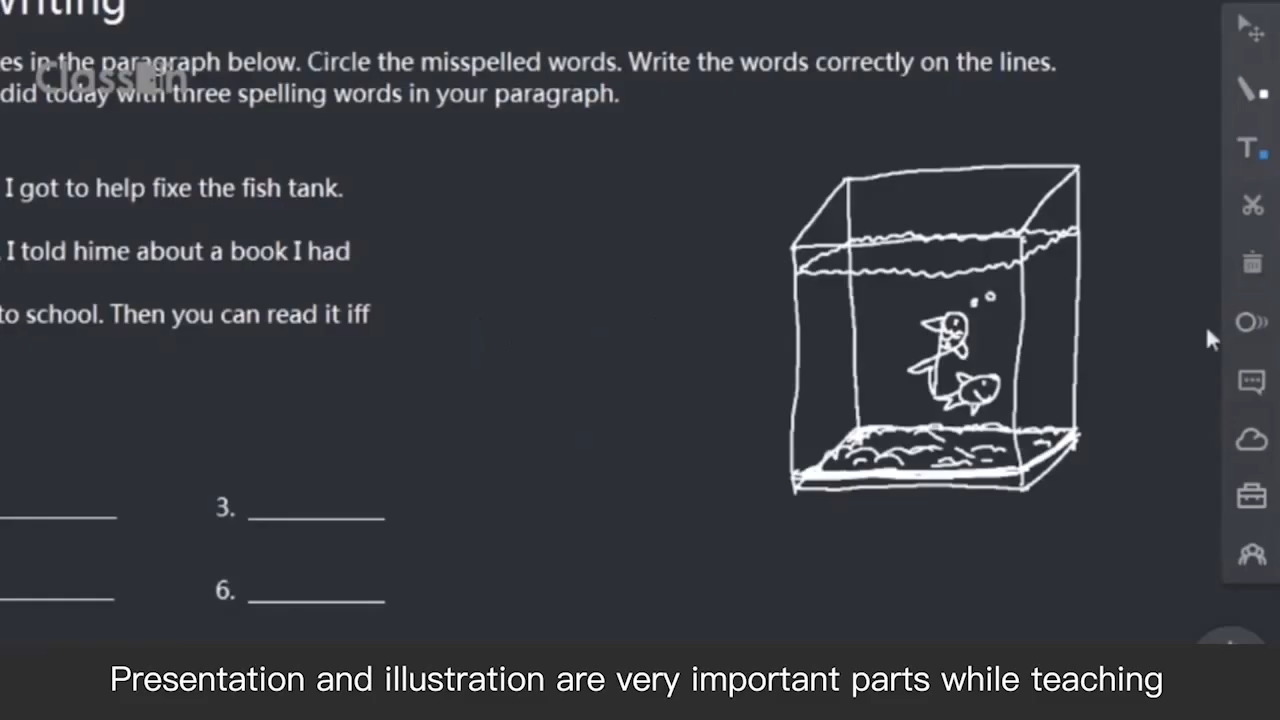 Writing
es in the paragraph below. Circle the misspelled words. Write the words correctly on the lines.
ClassIn
did today with three spelling words in your paragraph.
I got to help fixe the fish tank.
I told hime about a book I had
to school. Then you can read it iff
3. __________
6. __________
Presentation and illustration are very important parts while teaching